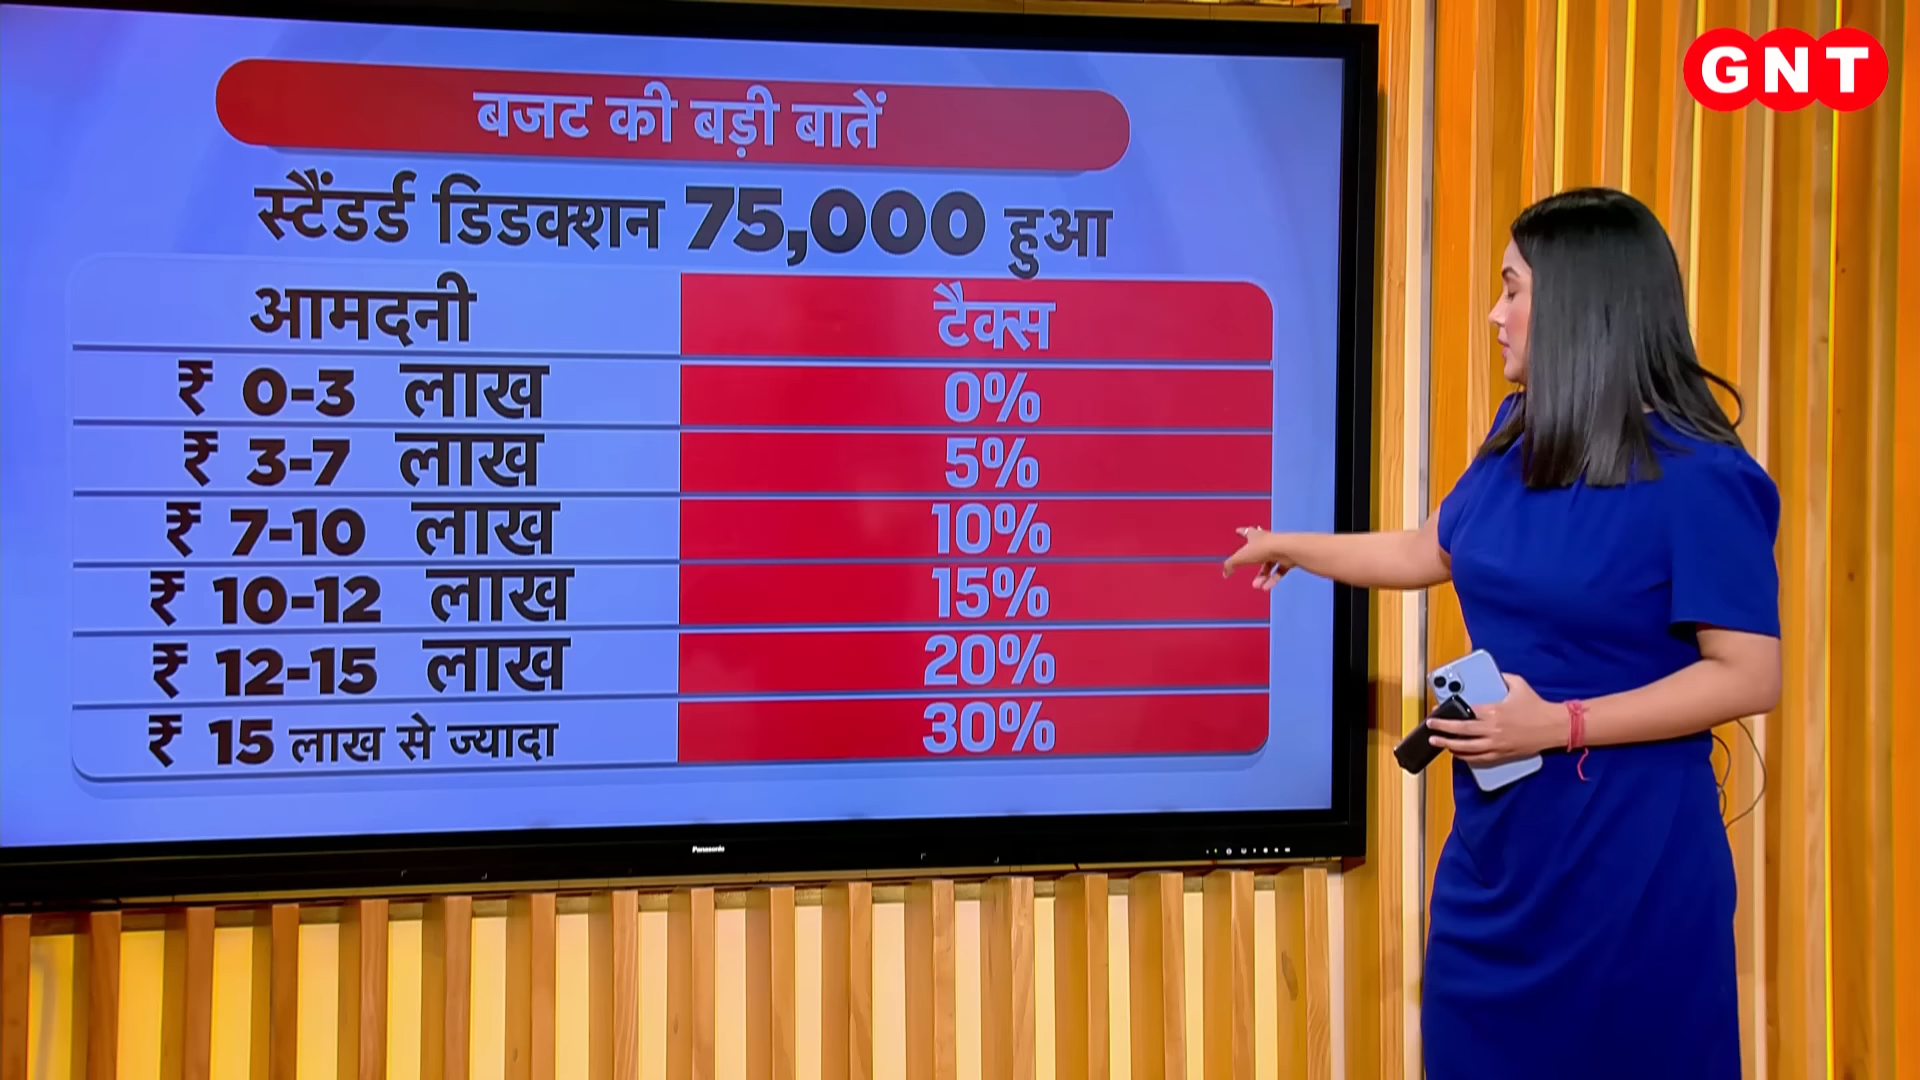 GNT
बजट की बड़ी बातें
स्टैंडर्ड डिडक्शन 75,000 हुआ
आमदनी टैक्स
₹ 0-3 लाख 0%
₹ 3-7 लाख 5%
₹ 7-10 लाख 10%
₹ 10-12 लाख 15%
₹ 12-15 लाख 20%
₹ 15 लाख से ज्यादा 30%
Panasonic